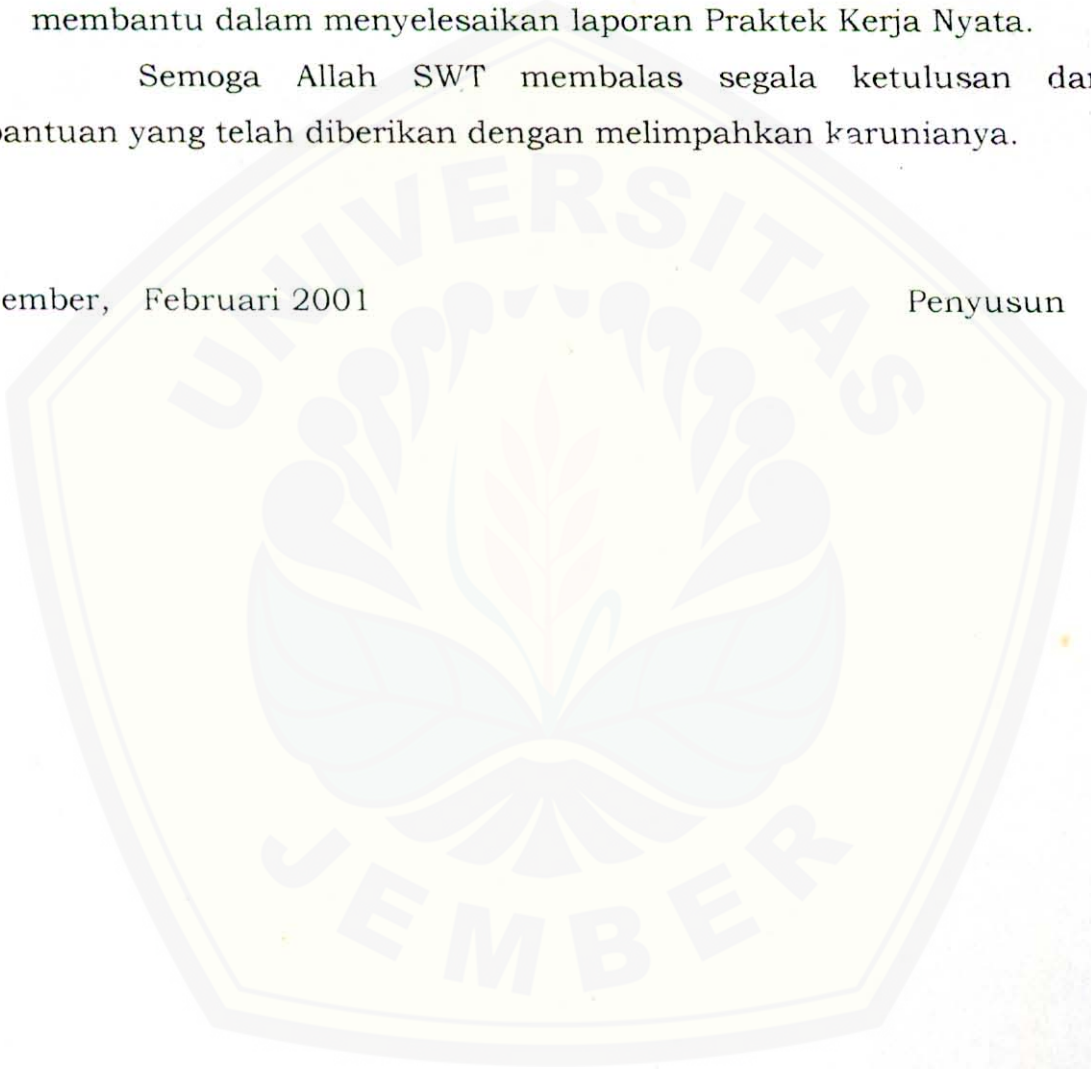 membantu dalam menyelesaikan laporan Praktek Kerja Nyata.
Semoga Allah SWT membalas segala ketulusan dan
bantuan yang telah diberikan dengan melimpahkan karunianya.
ember, Februari 2001 Penyusun
UNIVERSITAS
JEMBER